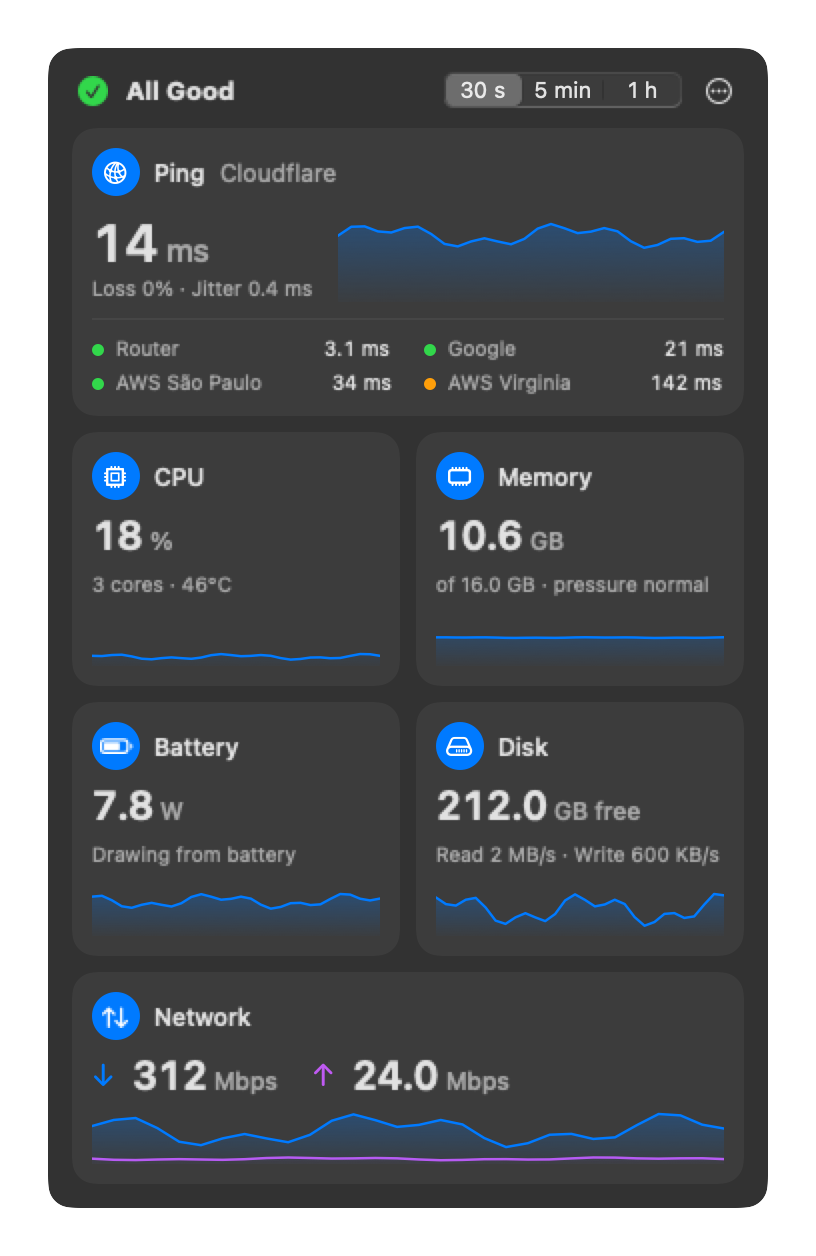 All Good 30 s 5 min 1 h
Ping Cloudflare
14 ms
Loss 0% · Jitter 0.4 ms
Router 3.1 ms Google 21 ms
AWS São Paulo 34 ms AWS Virginia 142 ms
CPU
18 %
3 cores · 46°C
Memory
10.6 GB
of 16.0 GB · pressure normal
Battery
7.8 W
Drawing from battery
Disk
212.0 GB free
Read 2 MB/s · Write 600 KB/s
Network
↓ 312 Mbps ↑ 24.0 Mbps